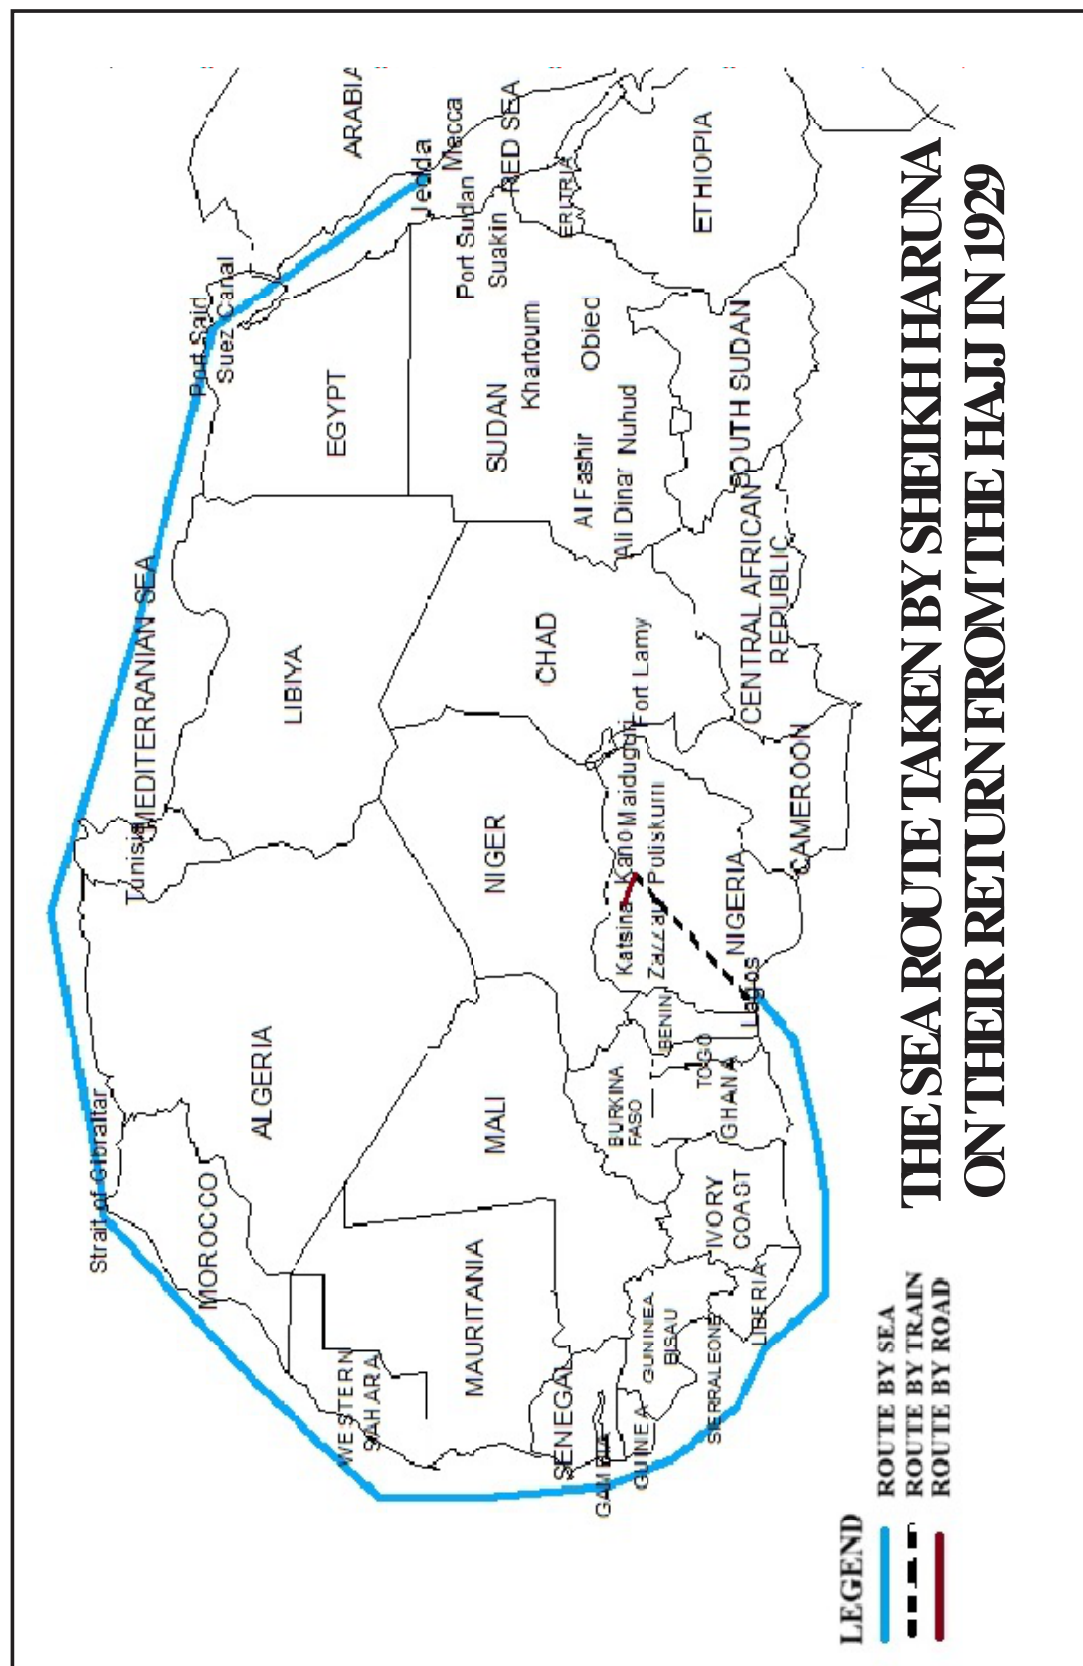 THE SEA ROUTE TAKEN BY SHEIKH HARUNA
ON THEIR RETURN FROM THE HAJJ IN 1929
Strait of Gibraltar
Tunisia
MEDITERRANIAN SEA
Port Said
Suez Canal
ARABIA
MOROCCO
ALGERIA
LIBIYA
EGYPT
Jedda
Mecca
RED SEA
Port Sudan
Suakin
WESTERN
SAHARA
MAURITANIA
MALI
NIGER
CHAD
SUDAN
Khartoum
Obied
Al Fashir
Ali Dinar
Nuhud
ERITRIA
ETHIOPIA
SENEGAL
GAMBIA
GUINEA
GUNINEA
BISAU
SIERRALEONE
LIBERIA
IVORY
COAST
BURKINA
FASO
GHANA
TOGO
BENIN
Lagos
NIGERIA
Katsina
Kano
Maiduguri
Zazzau
Potiskum
Fort Lamy
CAMEROON
CENTRAL AFRICAN
REPUBLIC
SOUTH SUDAN
LEGEND
ROUTE BY SEA
ROUTE BY TRAIN
ROUTE BY ROAD